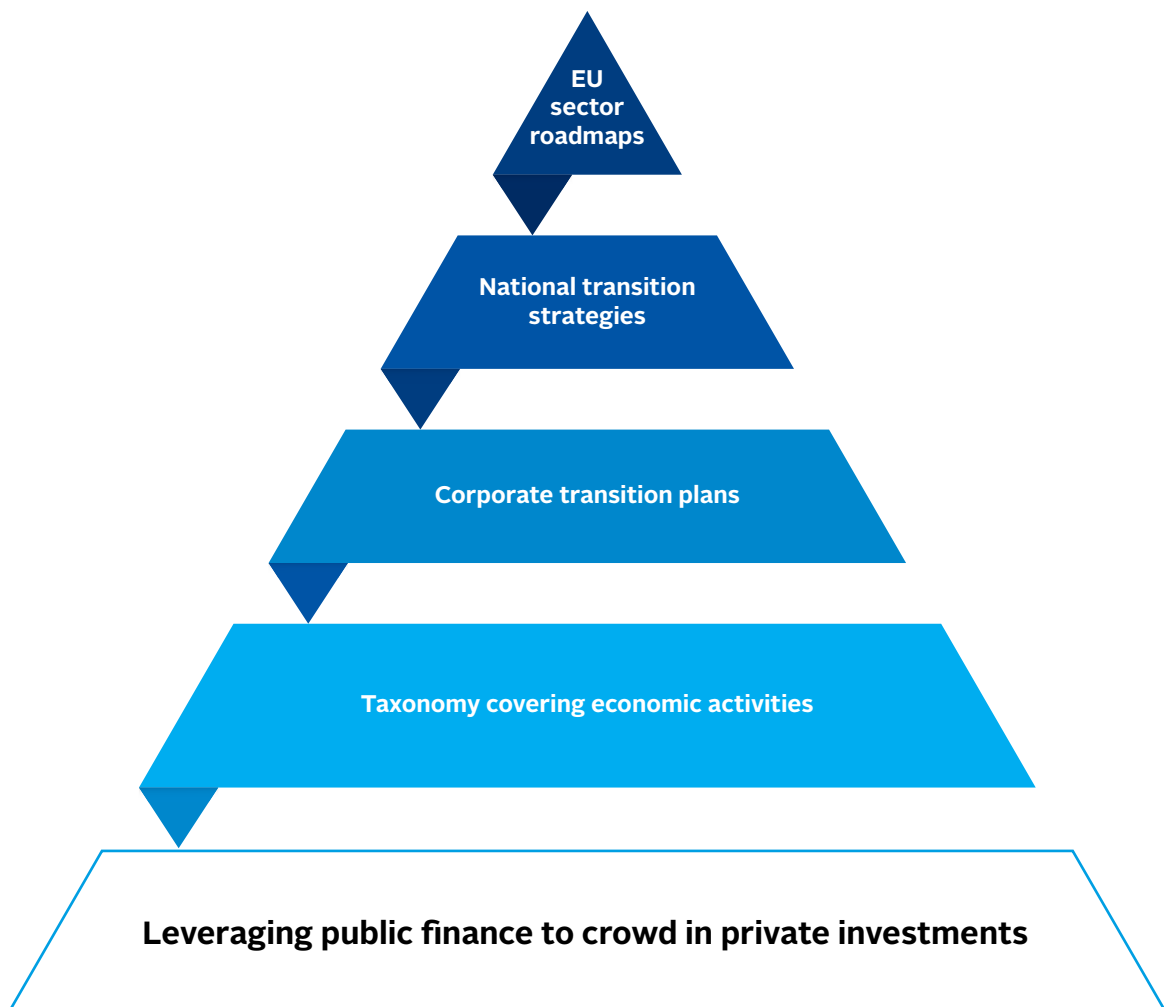 EU
sector
roadmaps
National transition
strategies
Corporate transition plans
Taxonomy covering economic activities
Leveraging public finance to crowd in private investments